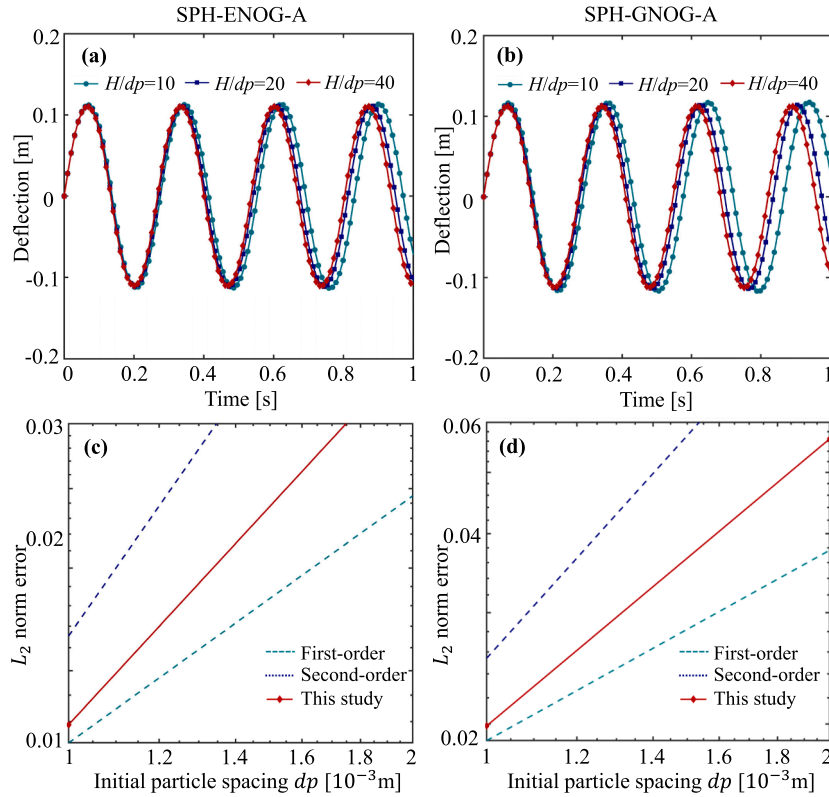 SPH-ENOG-A
SPH-GNOG-A
(a)
H/dp=10 H/dp=20 H/dp=40
Deflection [m]
0.2
0.1
0
-0.1
-0.2
0 0.2 0.4 0.6 0.8 1
Time [s]
(b)
H/dp=10 H/dp=20 H/dp=40
Deflection [m]
0.2
0.1
0
-0.1
-0.2
0 0.2 0.4 0.6 0.8 1
Time [s]
(c)
L2 norm error
0.03
0.02
0.01
First-order
Second-order
This study
1 1.2 1.4 1.6 1.8 2
Initial particle spacing dp [10⁻³m]
(d)
L2 norm error
0.06
0.04
0.02
First-order
Second-order
This study
1 1.2 1.4 1.6 1.8 2
Initial particle spacing dp [10⁻³m]